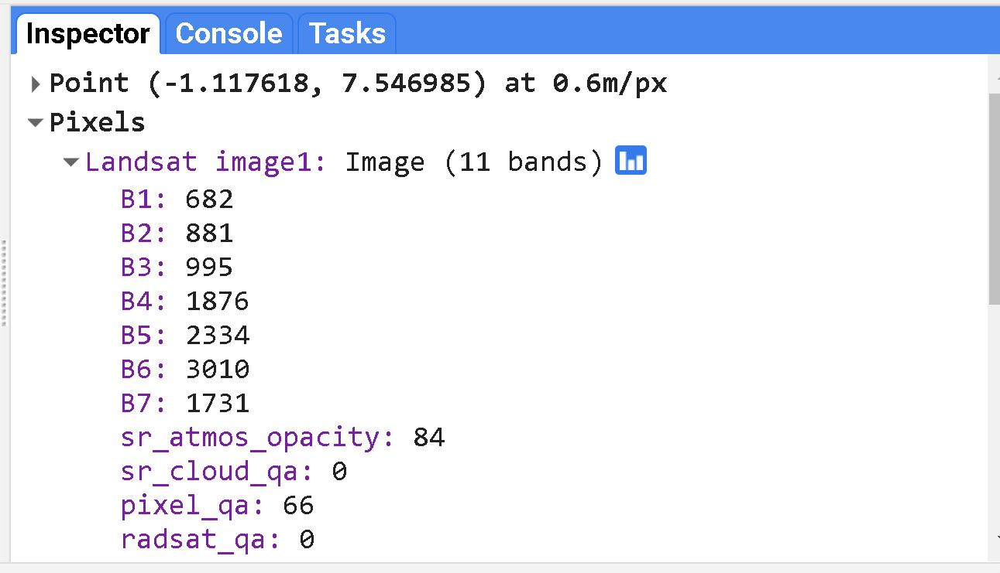 Inspector Console Tasks
Point (-1.117618, 7.546985) at 0.6m/px
Pixels
Landsat image1: Image (11 bands)
B1: 682
B2: 881
B3: 995
B4: 1876
B5: 2334
B6: 3010
B7: 1731
sr_atmos_opacity: 84
sr_cloud_qa: 0
pixel_qa: 66
radsat_qa: 0